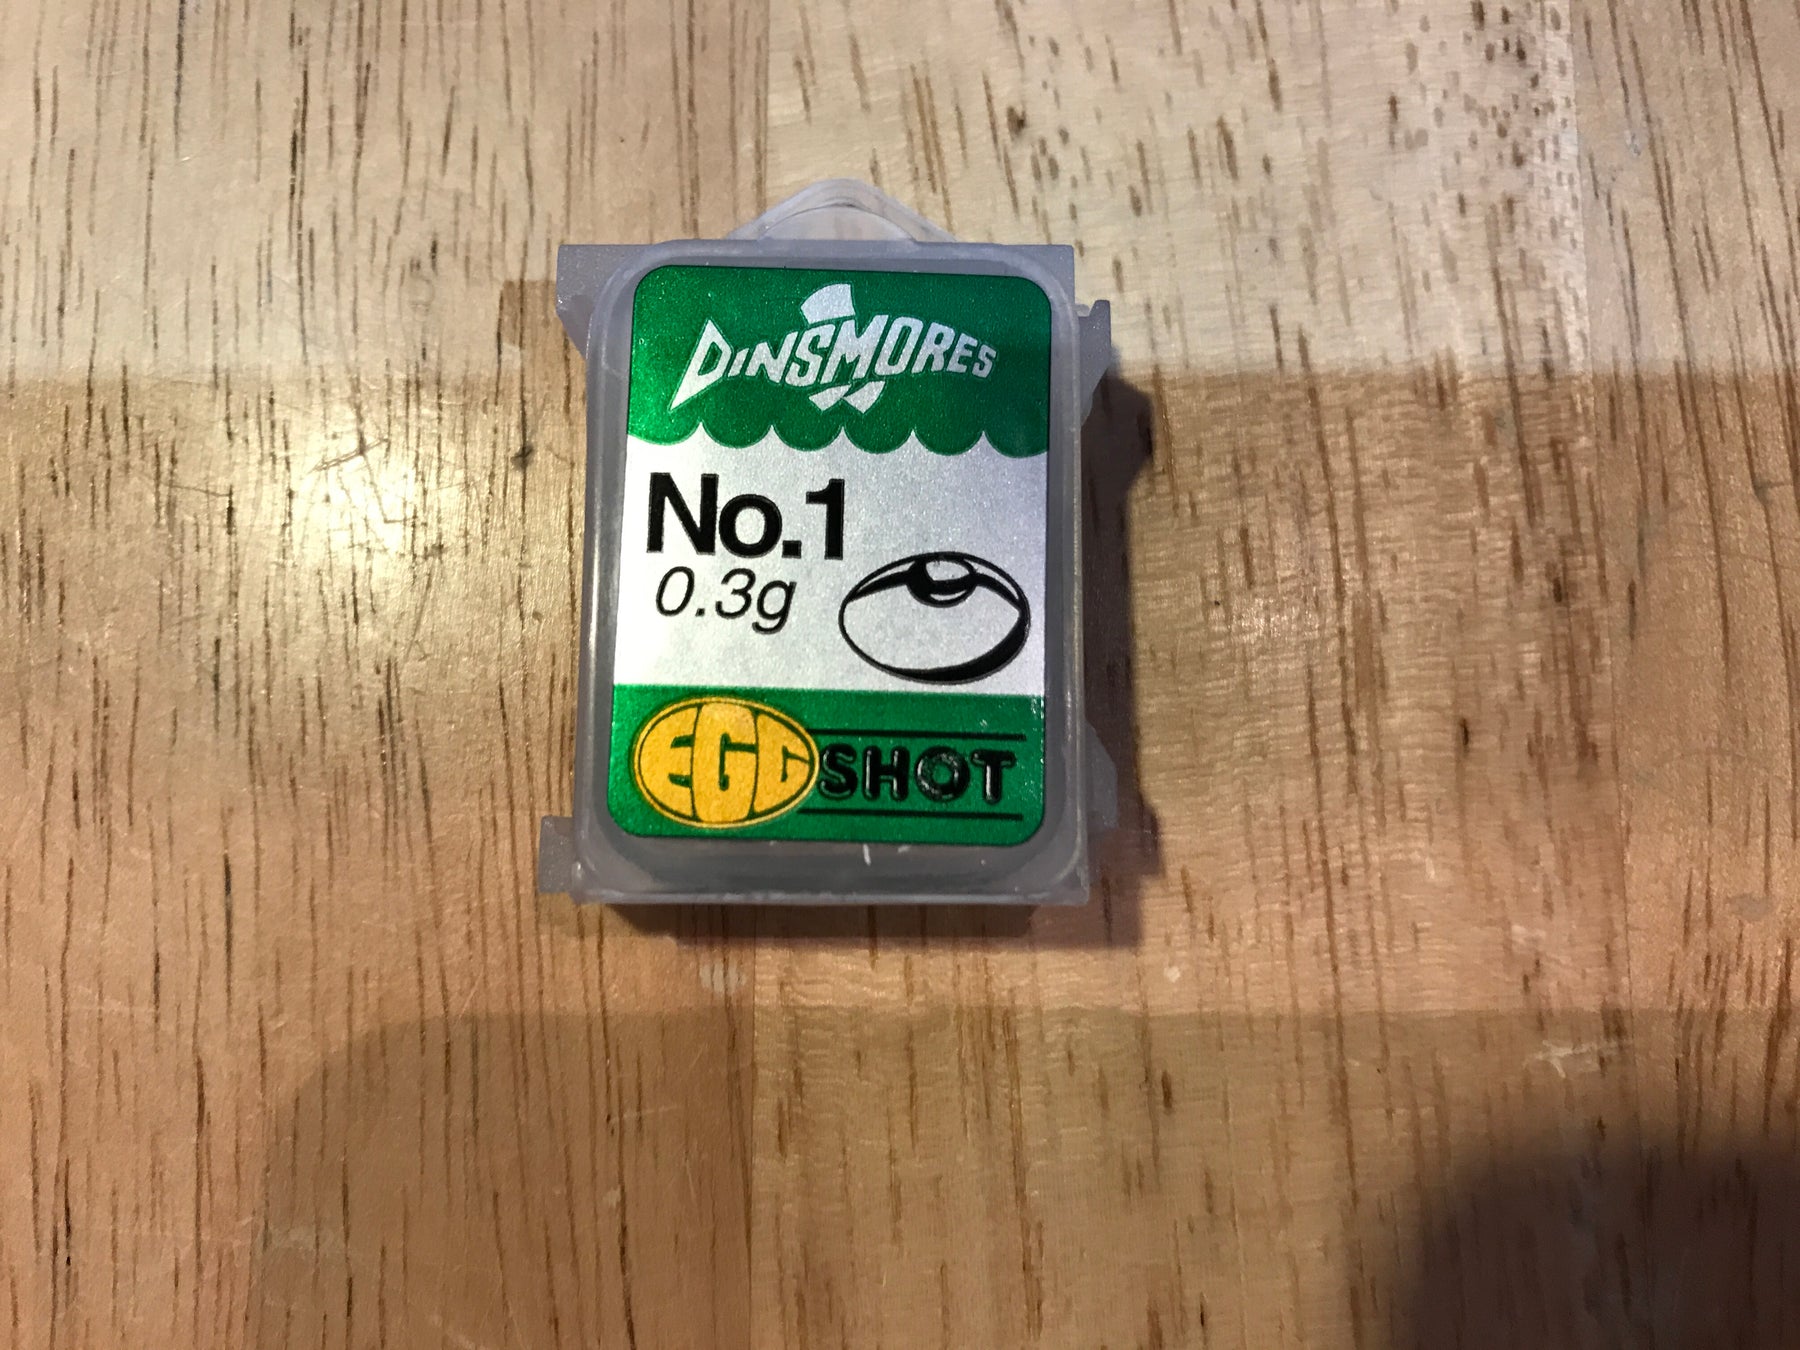 DINSMORES
No.1
0.3g
EGG SHOT